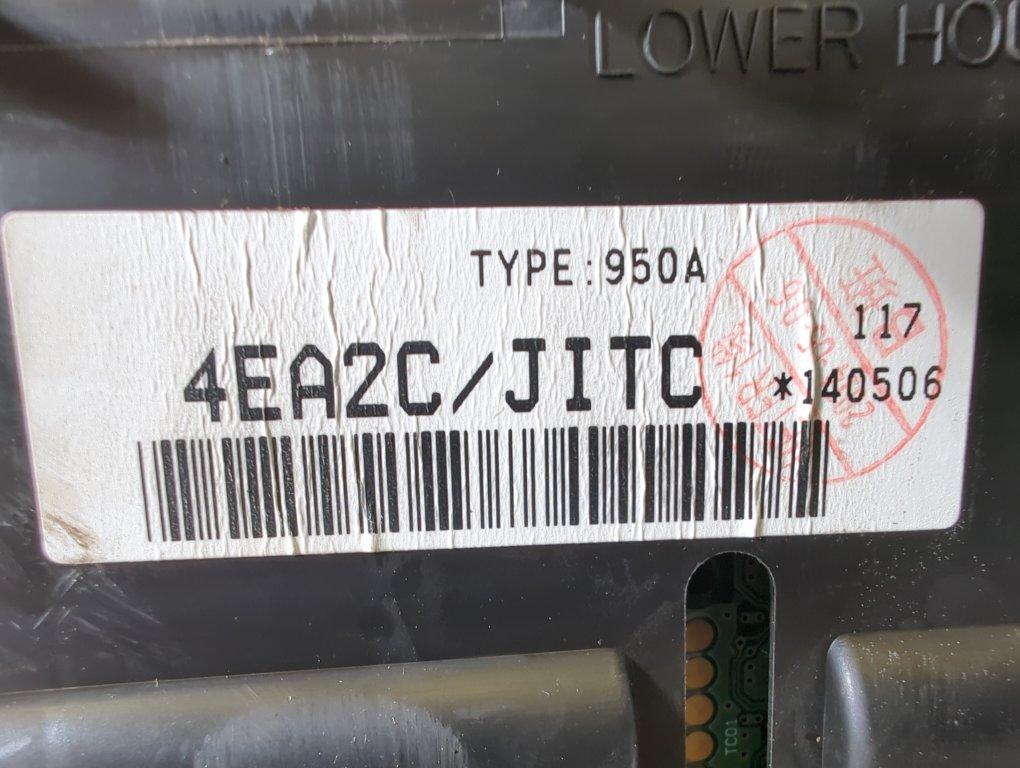 LOWER HOU
TYPE:950A
117
4EA2C/JITC
*140506
TC01